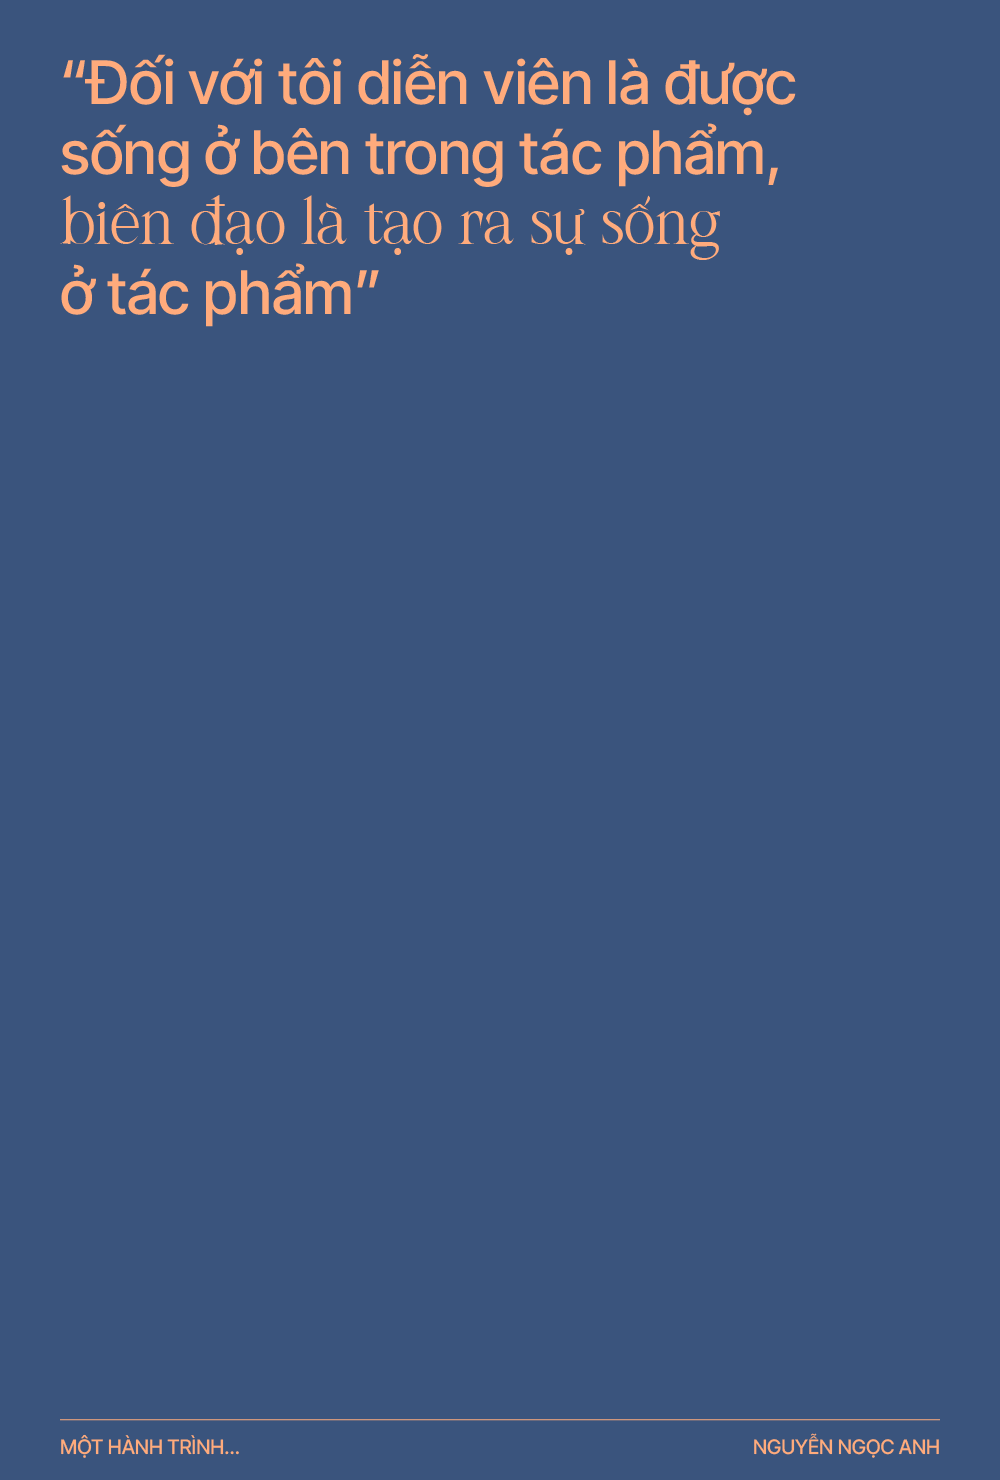 “Đối với tôi diễn viên là được
sống ở bên trong tác phẩm,
biên đạo là tạo ra sự sống
ở tác phẩm”
MỘT HÀNH TRÌNH...
NGUYỄN NGỌC ANH